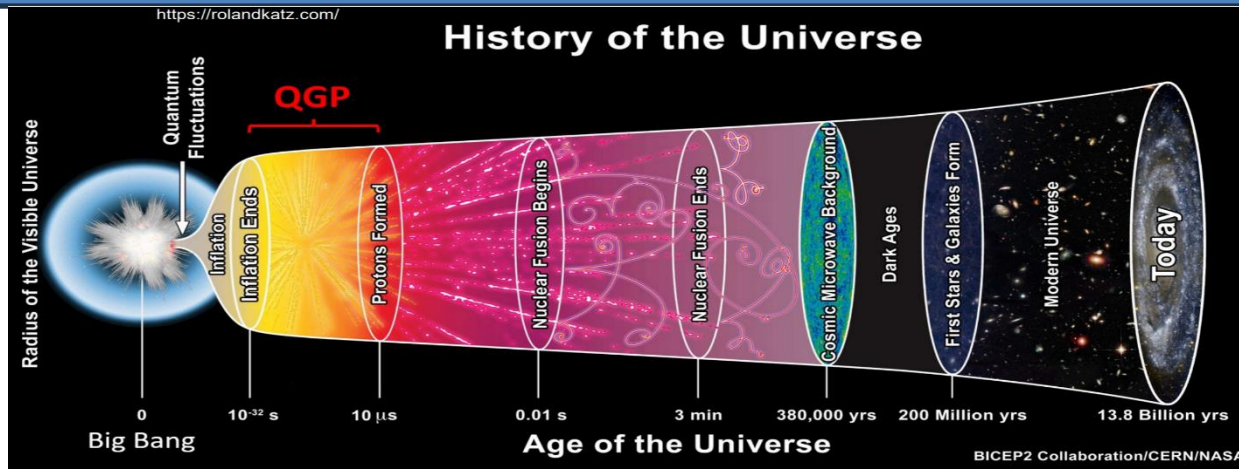 https://rolandkatz.com/
History of the Universe
Radius of the Visible Universe
Quantum
Fluctuations
QGP
Inflation
Inflation Ends
Protons Formed
Nuclear Fusion Begins
Nuclear Fusion Ends
Cosmic Microwave Background
Dark Ages
First Stars & Galaxies Form
Modern Universe
Today
0
10⁻³² s
10 µs
0.01 s
3 min
380,000 yrs
200 Million yrs
13.8 Billion yrs
Big Bang
Age of the Universe
BICEP2 Collaboration/CERN/NASA